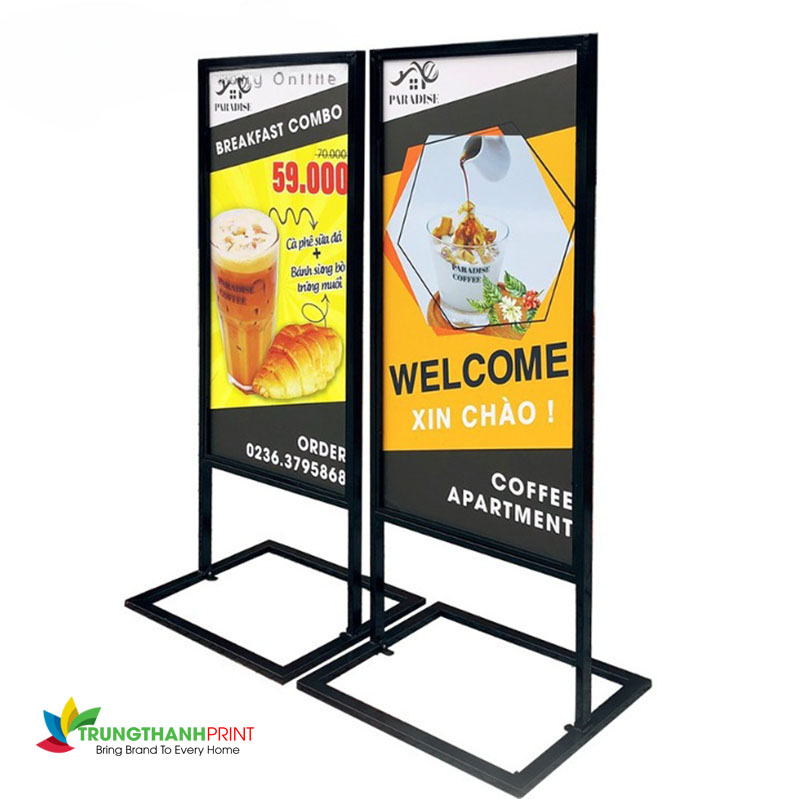 Online
PARADISE
BREAKFAST COMBO
70.000
59.000
Cà phê sữa đá
+
Bánh sừng bò
trứng muối
PARADISE
COFFEE
ORDER
0236.3795868
PARADISE
PARADISE
COFFEE
WELCOME
XIN CHÀO !
COFFEE
APARTMENT
TRUNGTHANHPRINT
Bring Brand To Every Home